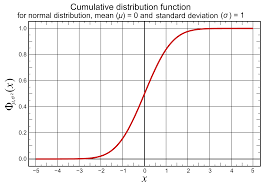 Cumulative distribution function
for normal distribution, mean (μ) = 0 and standard deviation (σ) = 1
1.0
0.8
0.6
0.4
0.2
0.0
−5 −4 −3 −2 −1 0 1 2 3 4 5
x